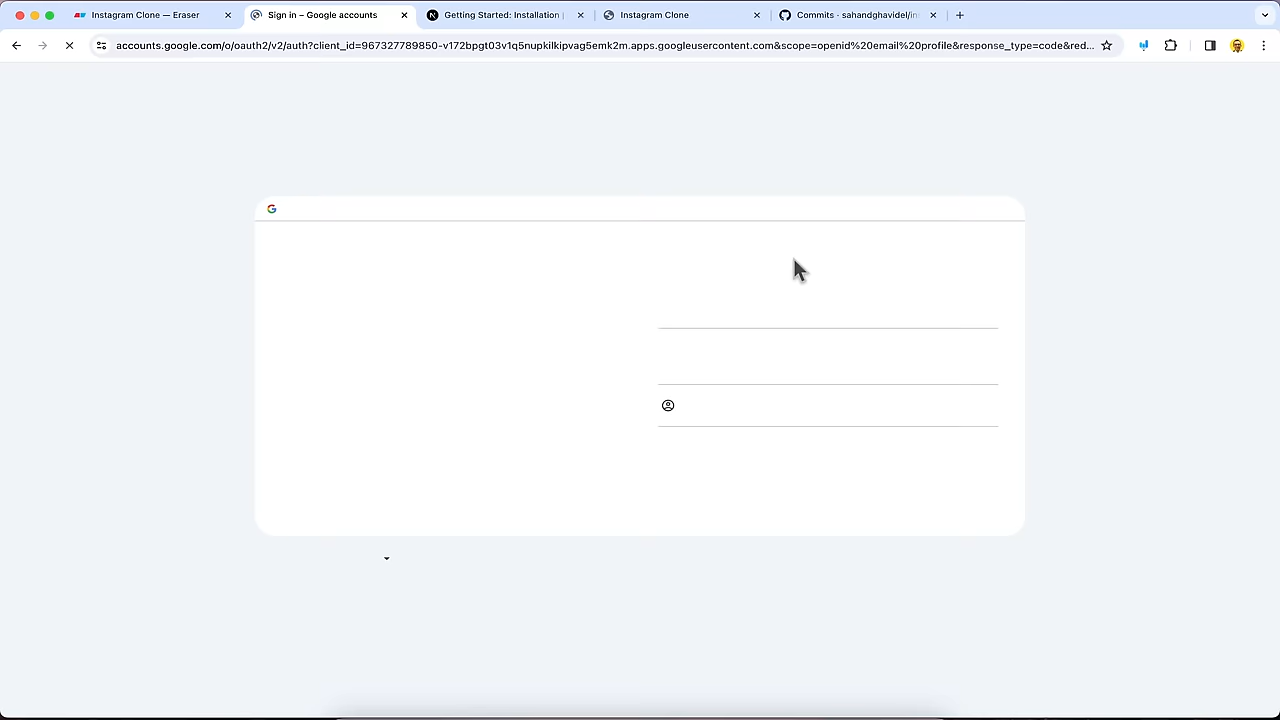 Instagram Clone — Eraser
Sign in – Google accounts
Getting Started: Installation |
Instagram Clone
Commits · sahandghavidel/in
accounts.google.com/o/oauth2/v2/auth?client_id=967327789850-v172bpgt03v1q5nupkilkipvag5emk2m.apps.googleusercontent.com&scope=openid%20email%20profile&response_type=code&red...